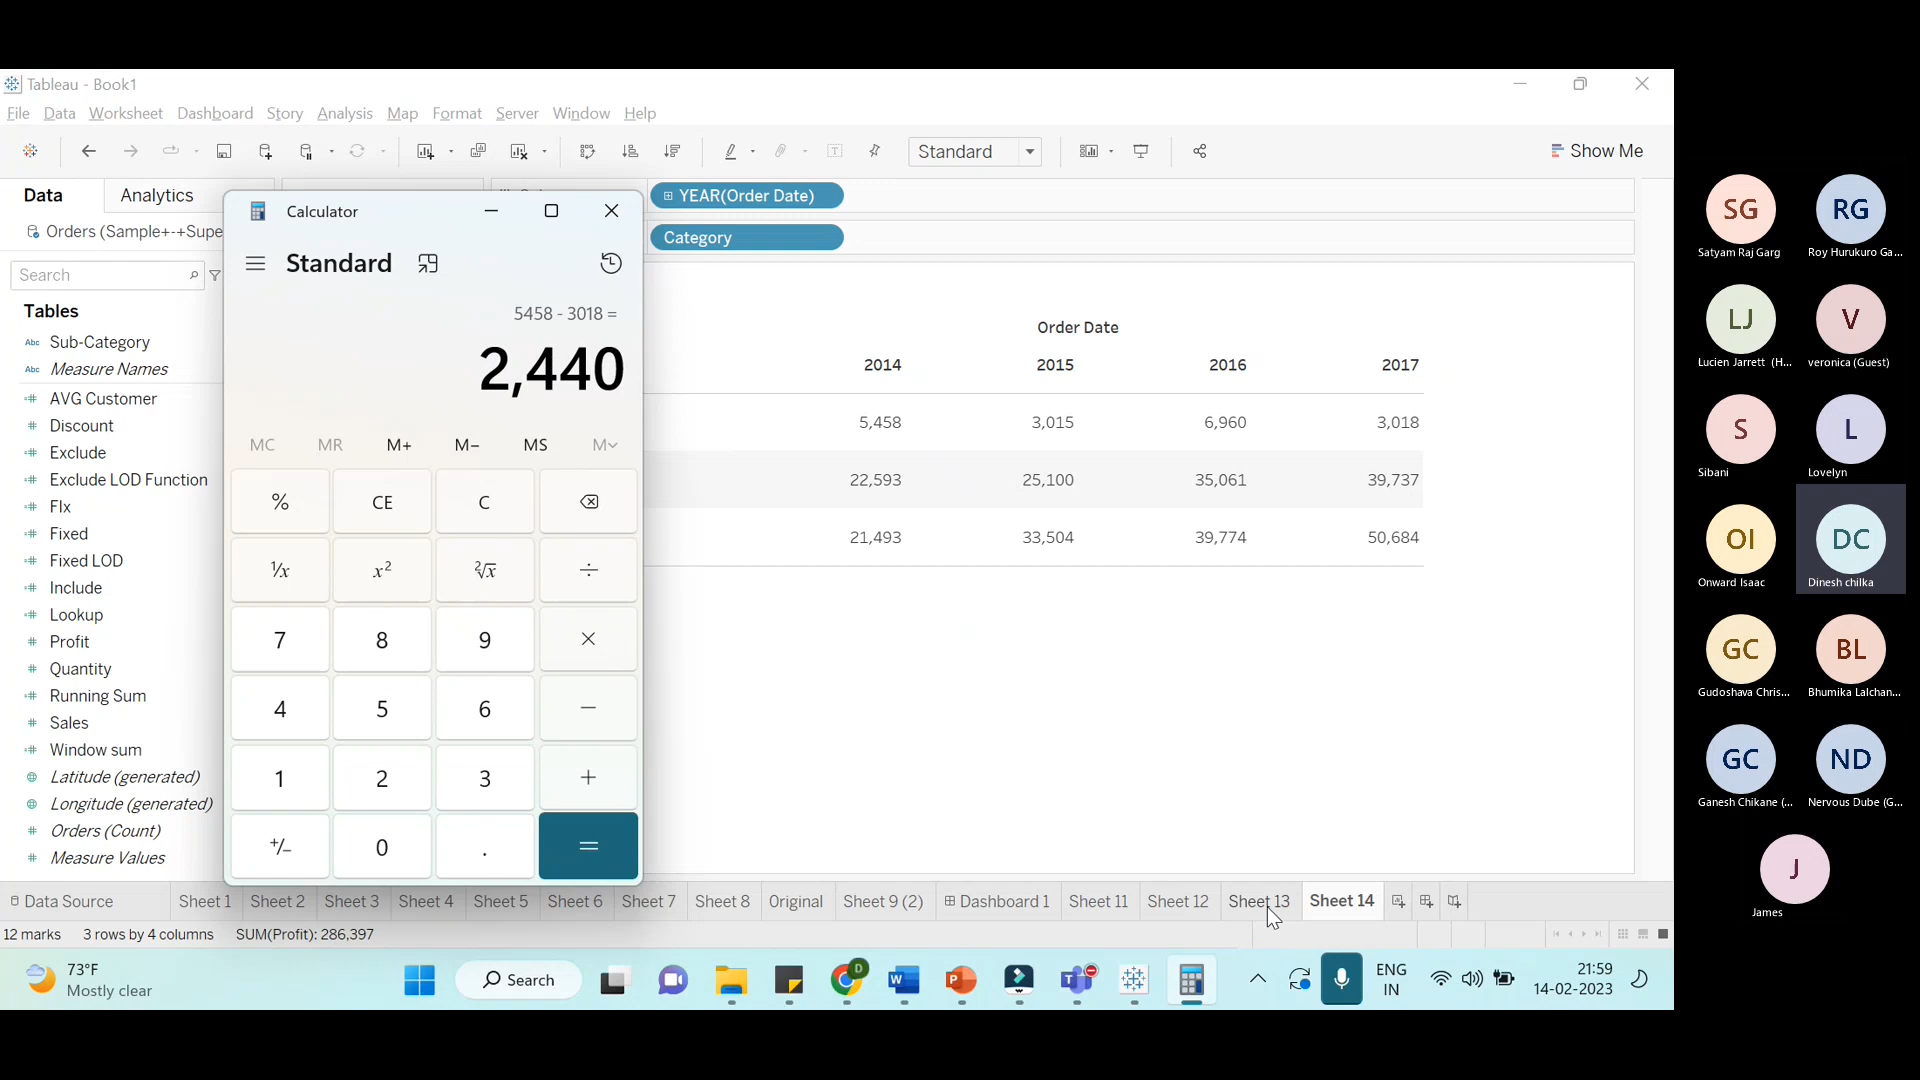 Tableau - Book1
File Data Worksheet Dashboard Story Analysis Map Format Server Window Help
Standard
Show Me
Data Analytics
YEAR(Order Date)
Orders (Sample+-+Supe
Category
Search
Tables
Sub-Category
Measure Names
AVG Customer
Discount
Exclude
Exclude LOD Function
FIx
Fixed
Fixed LOD
Include
Lookup
Profit
Quantity
Running Sum
Sales
Window sum
Latitude (generated)
Longitude (generated)
Orders (Count)
Measure Values
Calculator
Standard
5458 - 3018 =
2,440
MC MR M+ M− MS M
% CE C
¹/x x² ²√x ÷
7 8 9 ×
4 5 6 −
1 2 3 +
+/− 0 . =
Order Date
2014 2015 2016 2017
5,458 3,015 6,960 3,018
22,593 25,100 35,061 39,737
21,493 33,504 39,774 50,684
Data Source Sheet 1 Sheet 2 Sheet 3 Sheet 4 Sheet 5 Sheet 6 Sheet 7 Sheet 8 Original Sheet 9 (2) Dashboard 1 Sheet 11 Sheet 12 Sheet 13 Sheet 14
12 marks 3 rows by 4 columns SUM(Profit): 286,397
73°F
Mostly clear
Search
ENG
IN
21:59
14-02-2023
SG RG
Satyam Raj Garg Roy Hurukuro Ga...
LJ V
Lucien Jarrett (H... veronica (Guest)
S L
Sibani Lovelyn
OI DC
Onward Isaac Dinesh chilka
GC BL
Gudoshava Chris... Bhumika Lalchan...
GC ND
Ganesh Chikane (... Nervous Dube (G...
J
James